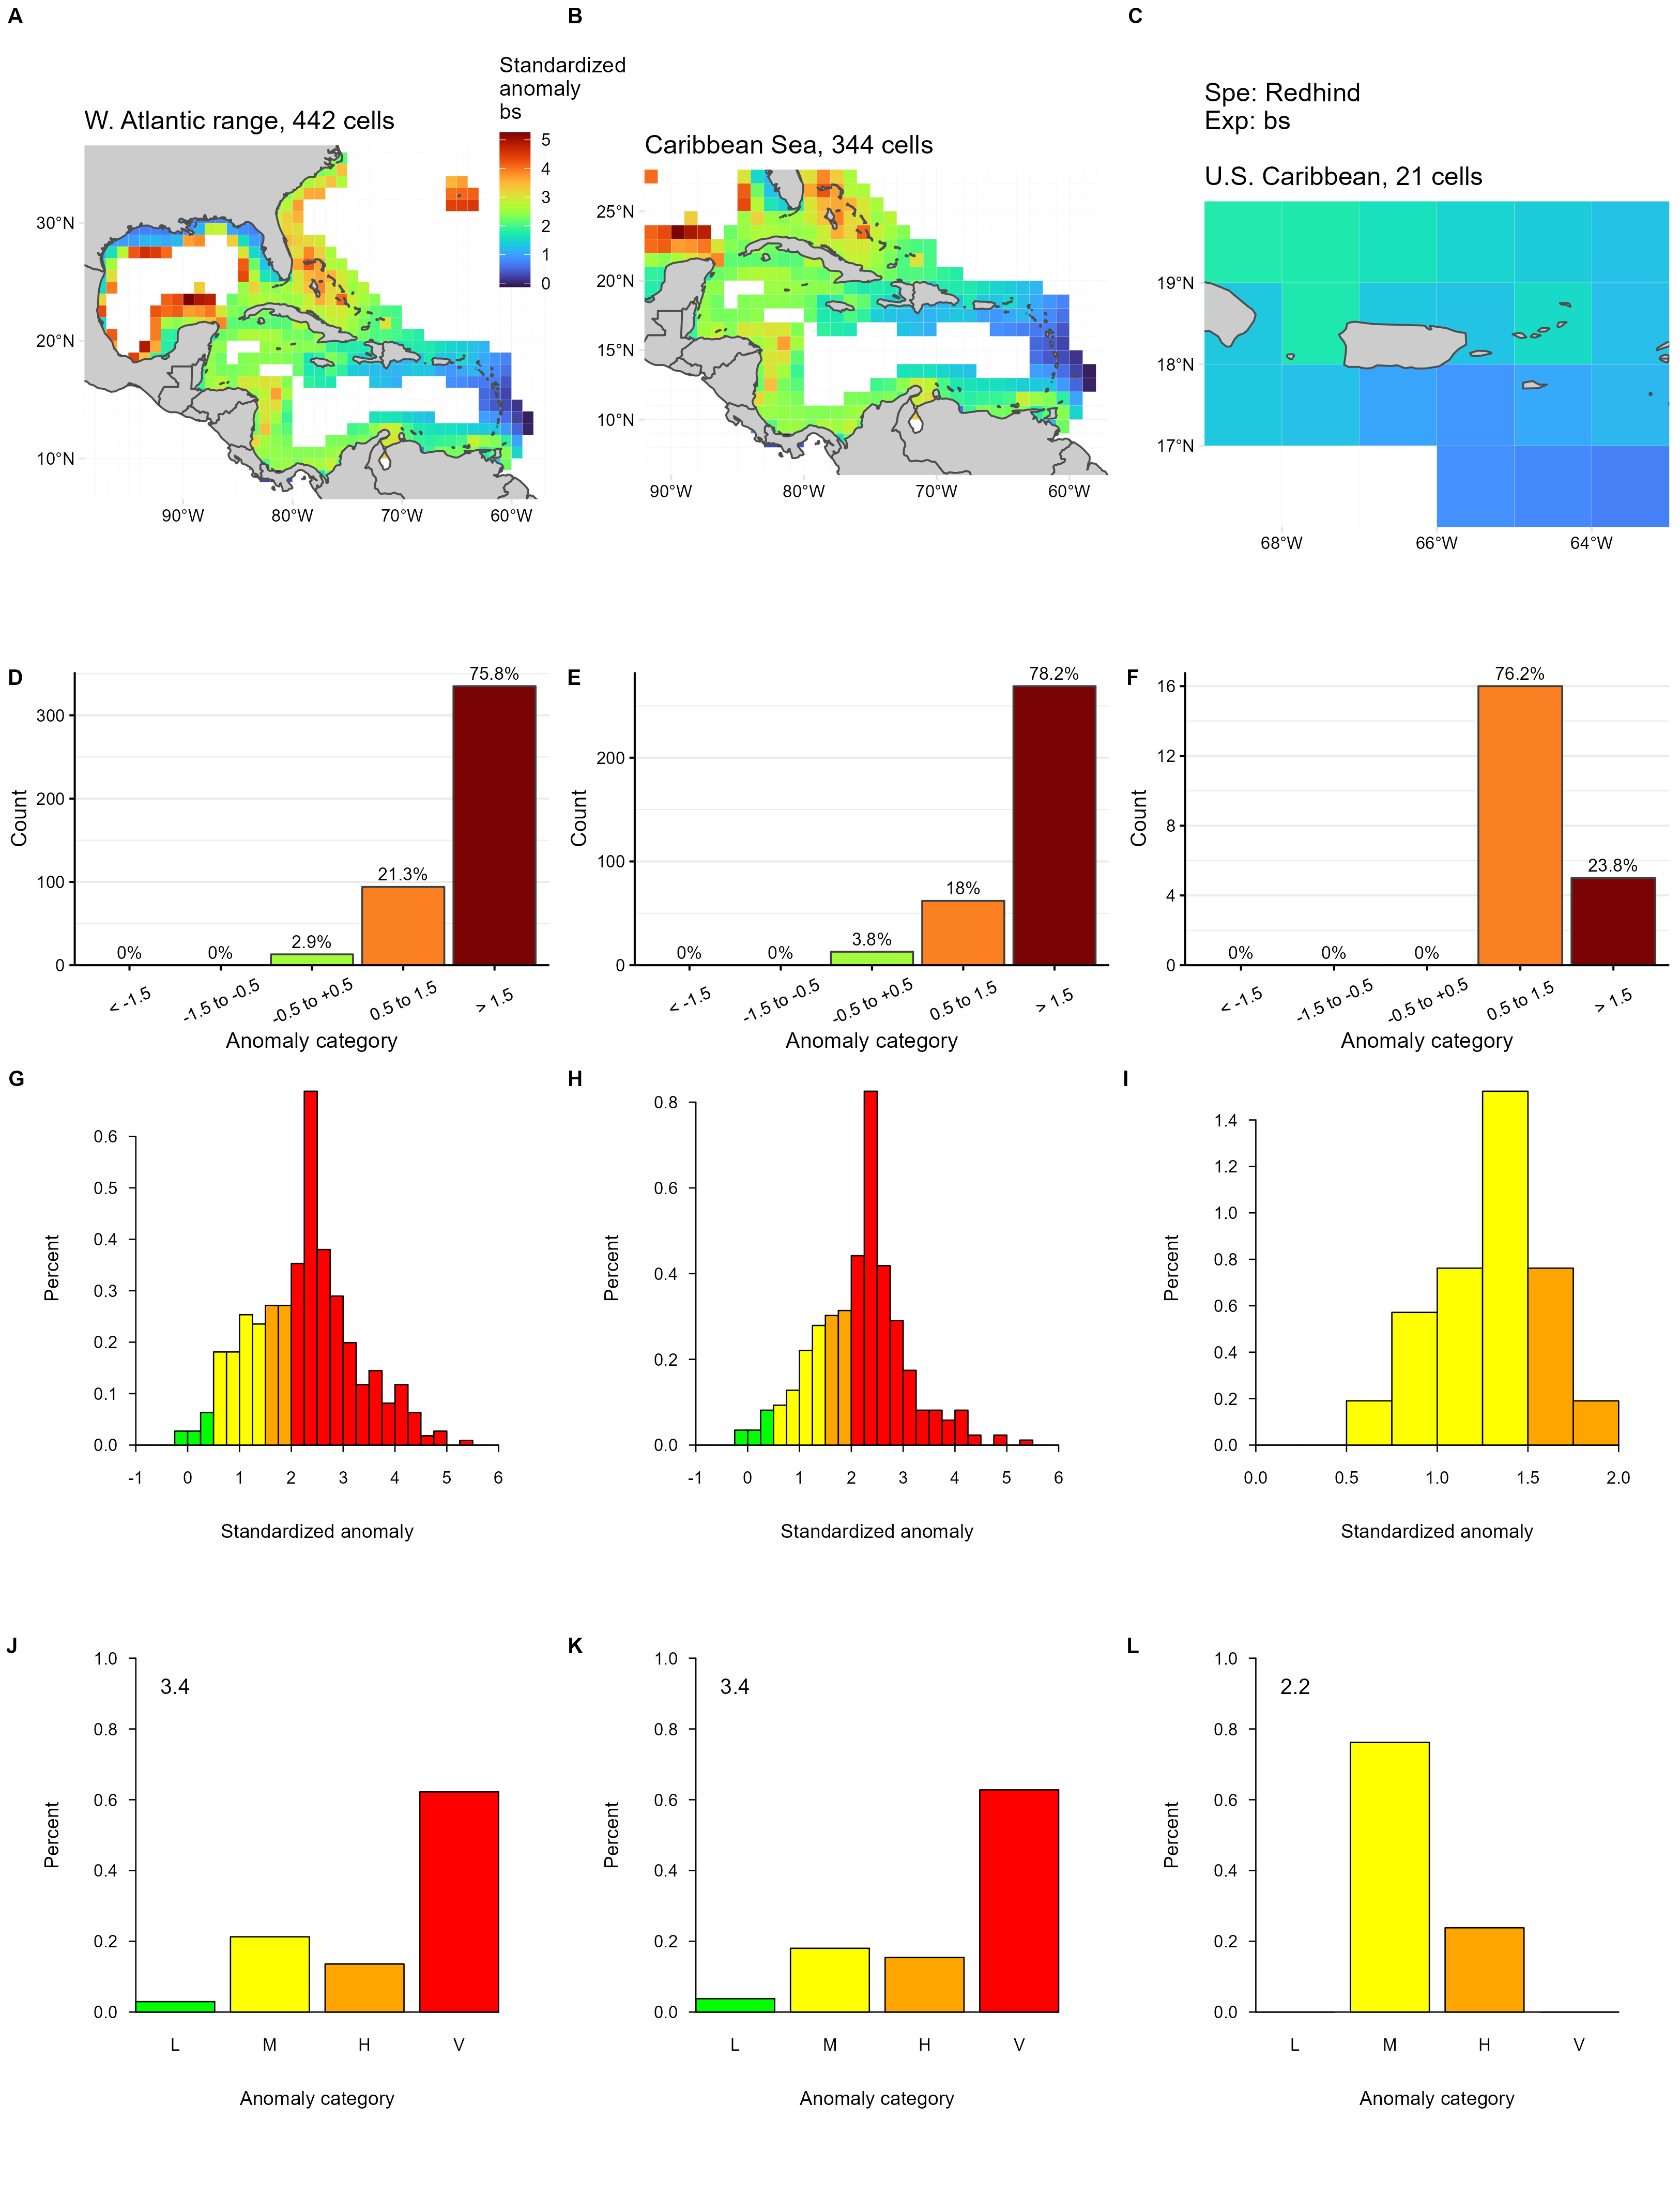 A
B
C
Standardized
anomaly
bs
5
4
3
2
1
0
W. Atlantic range, 442 cells
30°N
20°N
10°N
90°W 80°W 70°W 60°W
Caribbean Sea, 344 cells
25°N
20°N
15°N
10°N
90°W 80°W 70°W 60°W
Spe: Redhind
Exp: bs
U.S. Caribbean, 21 cells
19°N
18°N
17°N
68°W 66°W 64°W
D
Count
300
200
100
0
0% 0% 2.9% 21.3% 75.8%
< -1.5 -1.5 to -0.5 -0.5 to +0.5 0.5 to 1.5 > 1.5
Anomaly category
E
Count
200
100
0
0% 0% 3.8% 18% 78.2%
< -1.5 -1.5 to -0.5 -0.5 to +0.5 0.5 to 1.5 > 1.5
Anomaly category
F
Count
16
12
8
4
0
0% 0% 0% 76.2% 23.8%
< -1.5 -1.5 to -0.5 -0.5 to +0.5 0.5 to 1.5 > 1.5
Anomaly category
G
Percent
0.6
0.5
0.4
0.3
0.2
0.1
0.0
-1 0 1 2 3 4 5 6
Standardized anomaly
H
Percent
0.8
0.6
0.4
0.2
0.0
-1 0 1 2 3 4 5 6
Standardized anomaly
I
Percent
1.4
1.2
1.0
0.8
0.6
0.4
0.2
0.0
0.0 0.5 1.0 1.5 2.0
Standardized anomaly
J
Percent
1.0
0.8
0.6
0.4
0.2
0.0
3.4
L M H V
Anomaly category
K
Percent
1.0
0.8
0.6
0.4
0.2
0.0
3.4
L M H V
Anomaly category
L
Percent
1.0
0.8
0.6
0.4
0.2
0.0
2.2
L M H V
Anomaly category